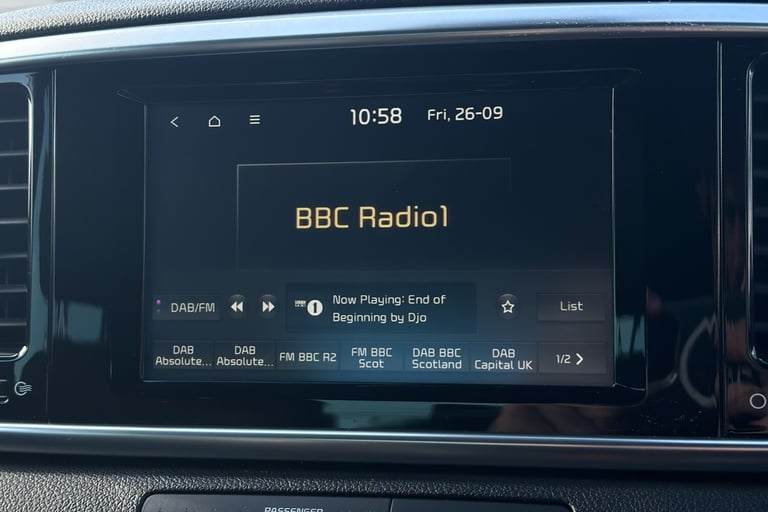 10:58 Fri, 26-09
BBC Radio1
DAB/FM
1
Now Playing: End of
Beginning by Djo
List
DAB
Absolute...
DAB
Absolute...
FM BBC R2
FM BBC
Scot
DAB BBC
Scotland
DAB
Capital UK
1/2
PASSENGER